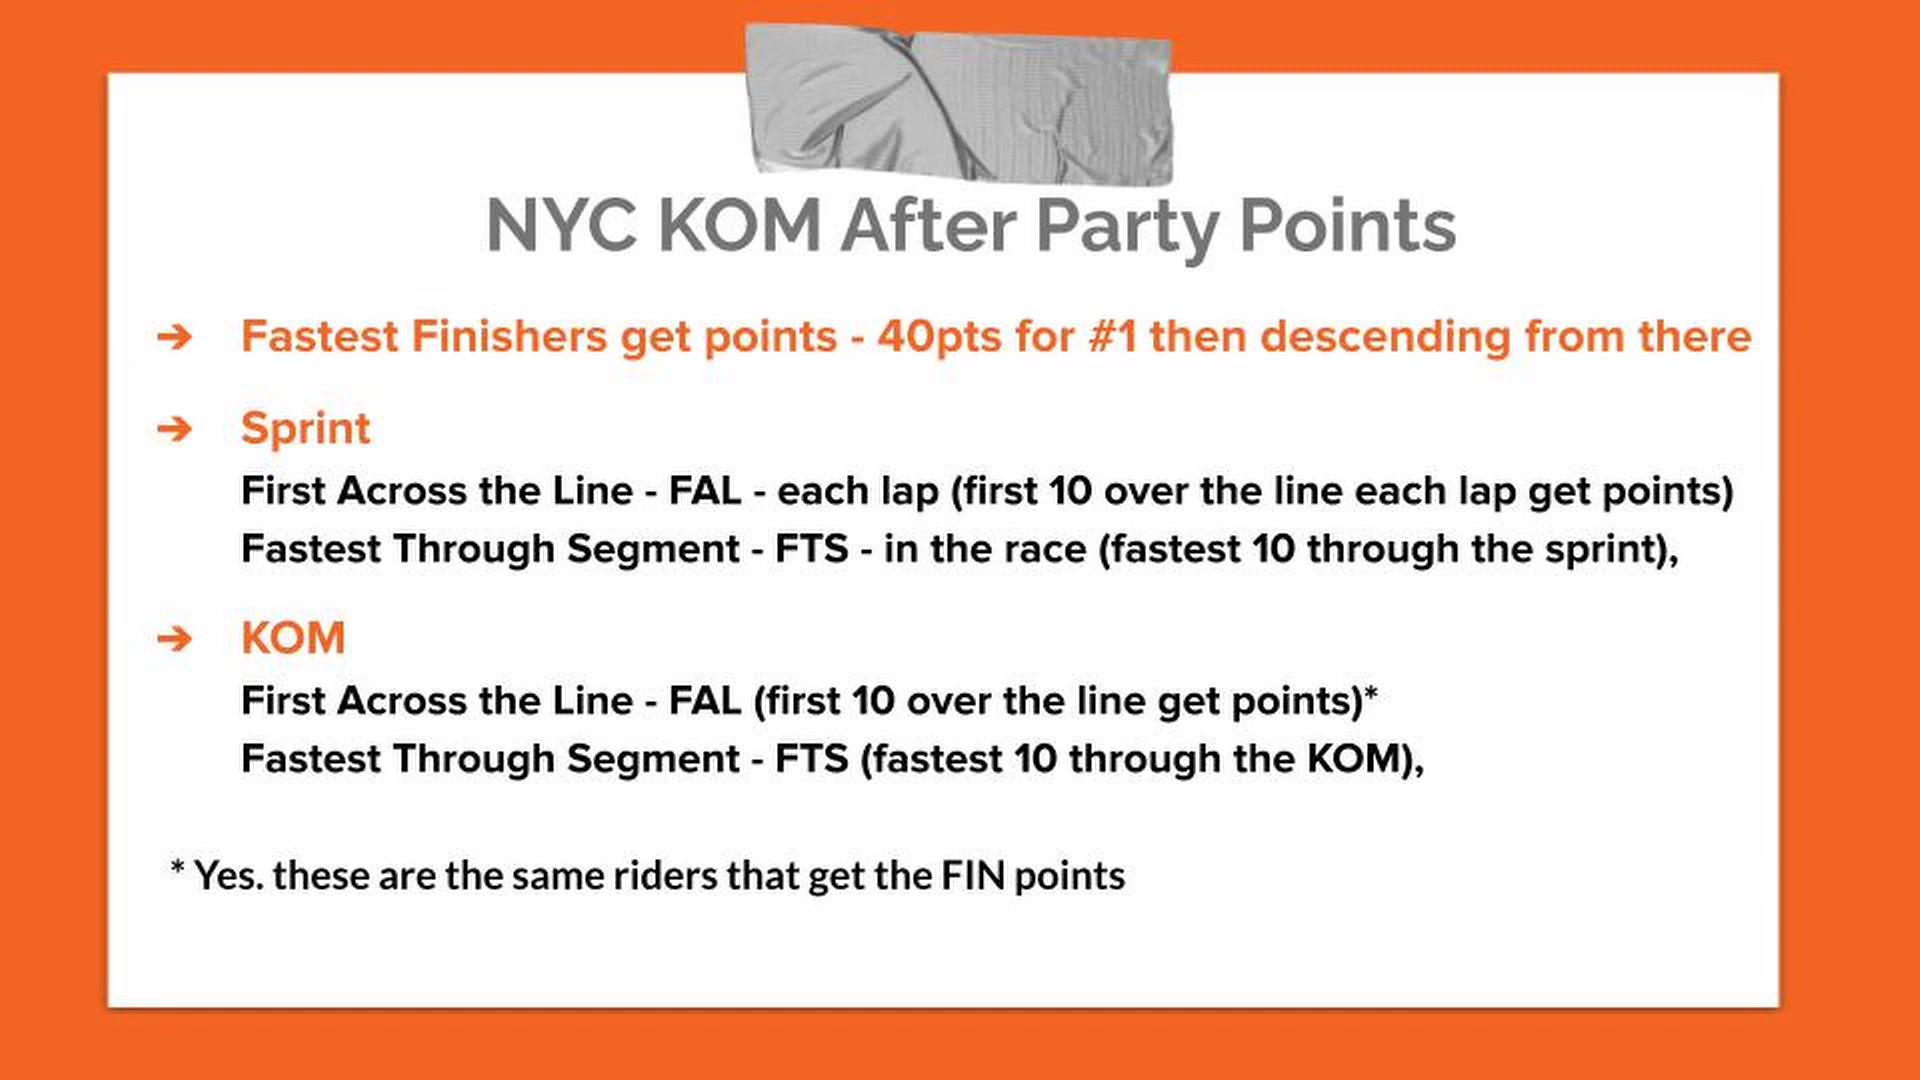 NYC KOM After Party Points
➔ Fastest Finishers get points - 40pts for #1 then descending from there
➔ Sprint
First Across the Line - FAL - each lap (first 10 over the line each lap get points)
Fastest Through Segment - FTS - in the race (fastest 10 through the sprint),
➔ KOM
First Across the Line - FAL (first 10 over the line get points)*
Fastest Through Segment - FTS (fastest 10 through the KOM),
* Yes. these are the same riders that get the FIN points